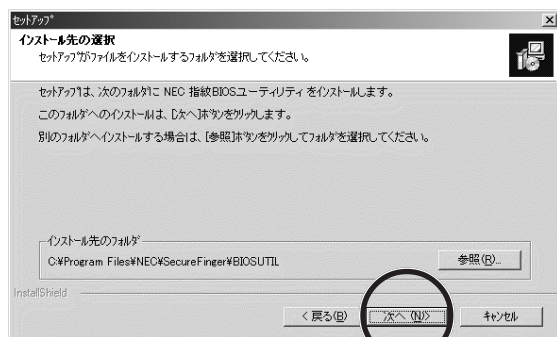 セットアップ
インストール先の選択
セットアップがファイルをインストールするフォルダを選択してください。
セットアップは、次のフォルダに NEC 指紋BIOSユーティリティ をインストールします。
このフォルダへのインストールは、[次へ]ボタンをクリックします。
別のフォルダへインストールする場合は、[参照]ボタンをクリックしてフォルダを選択してください。
インストール先のフォルダ
C:¥Program Files¥NEC¥SecureFinger¥BIOSUTIL
参照(R)...
InstallShield
< 戻る(B)
次へ (N)>
キャンセル